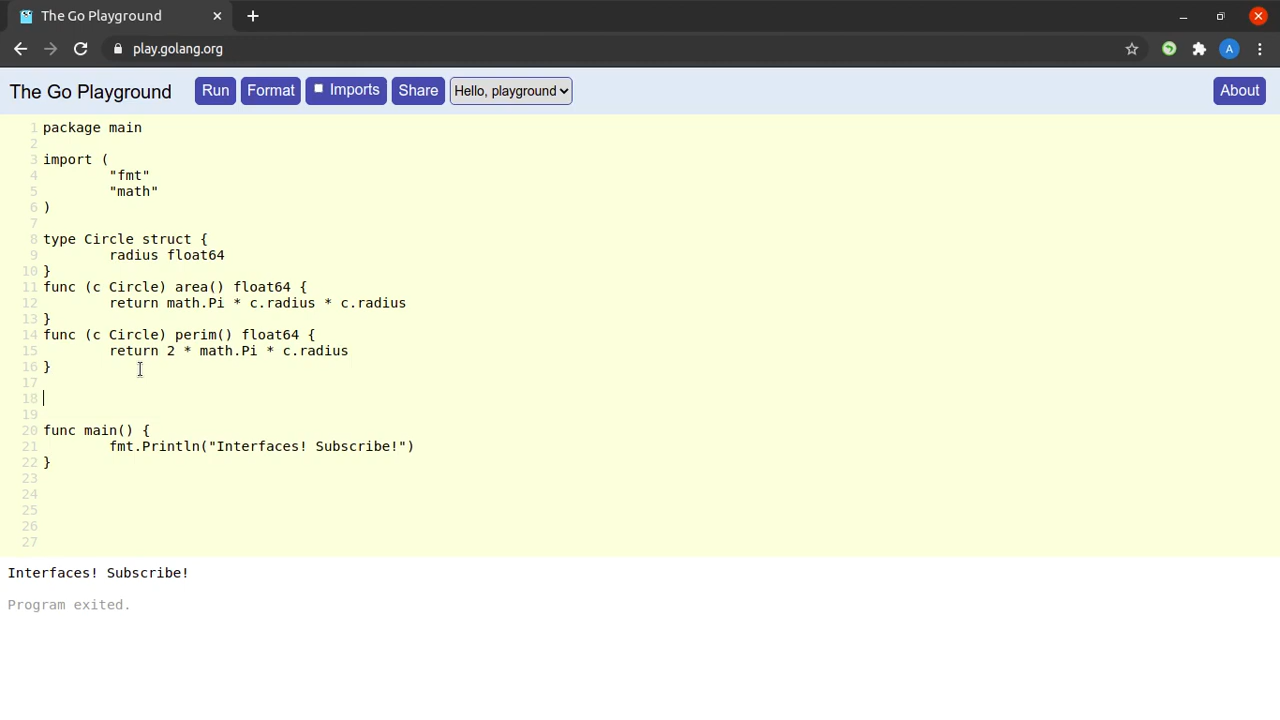 The Go Playground
play.golang.org
A
The Go Playground Run Format Imports Share Hello, playground About
1 package main
2
3 import (
4 "fmt"
5 "math"
6 )
7
8 type Circle struct {
9 radius float64
10 }
11 func (c Circle) area() float64 {
12 return math.Pi * c.radius * c.radius
13 }
14 func (c Circle) perim() float64 {
15 return 2 * math.Pi * c.radius
16 }
17
18
19
20 func main() {
21 fmt.Println("Interfaces! Subscribe!")
22 }
23
24
25
26
27
Interfaces! Subscribe!
Program exited.